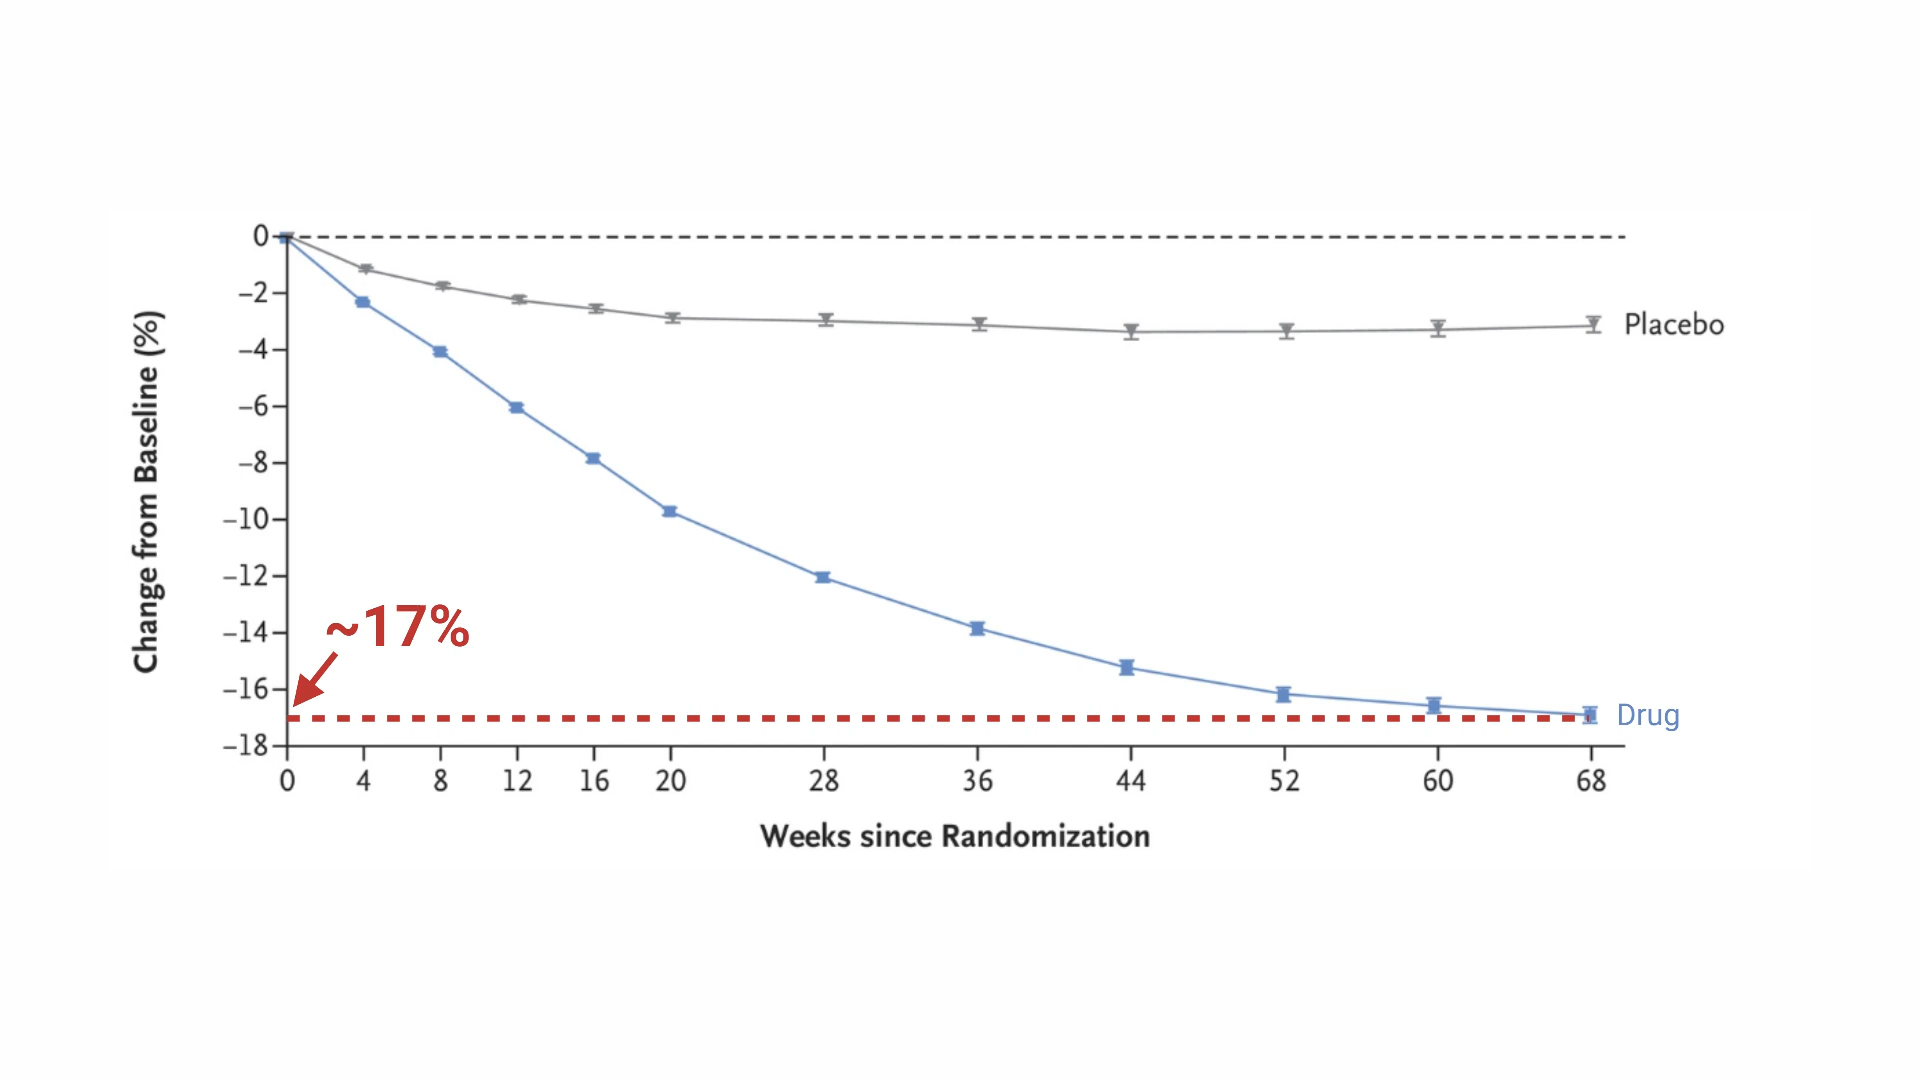 0
–2
–4
–6
–8
–10
–12
–14
–16
–18
Change from Baseline (%)
~17%
Placebo
Drug
0 4 8 12 16 20 28 36 44 52 60 68
Weeks since Randomization